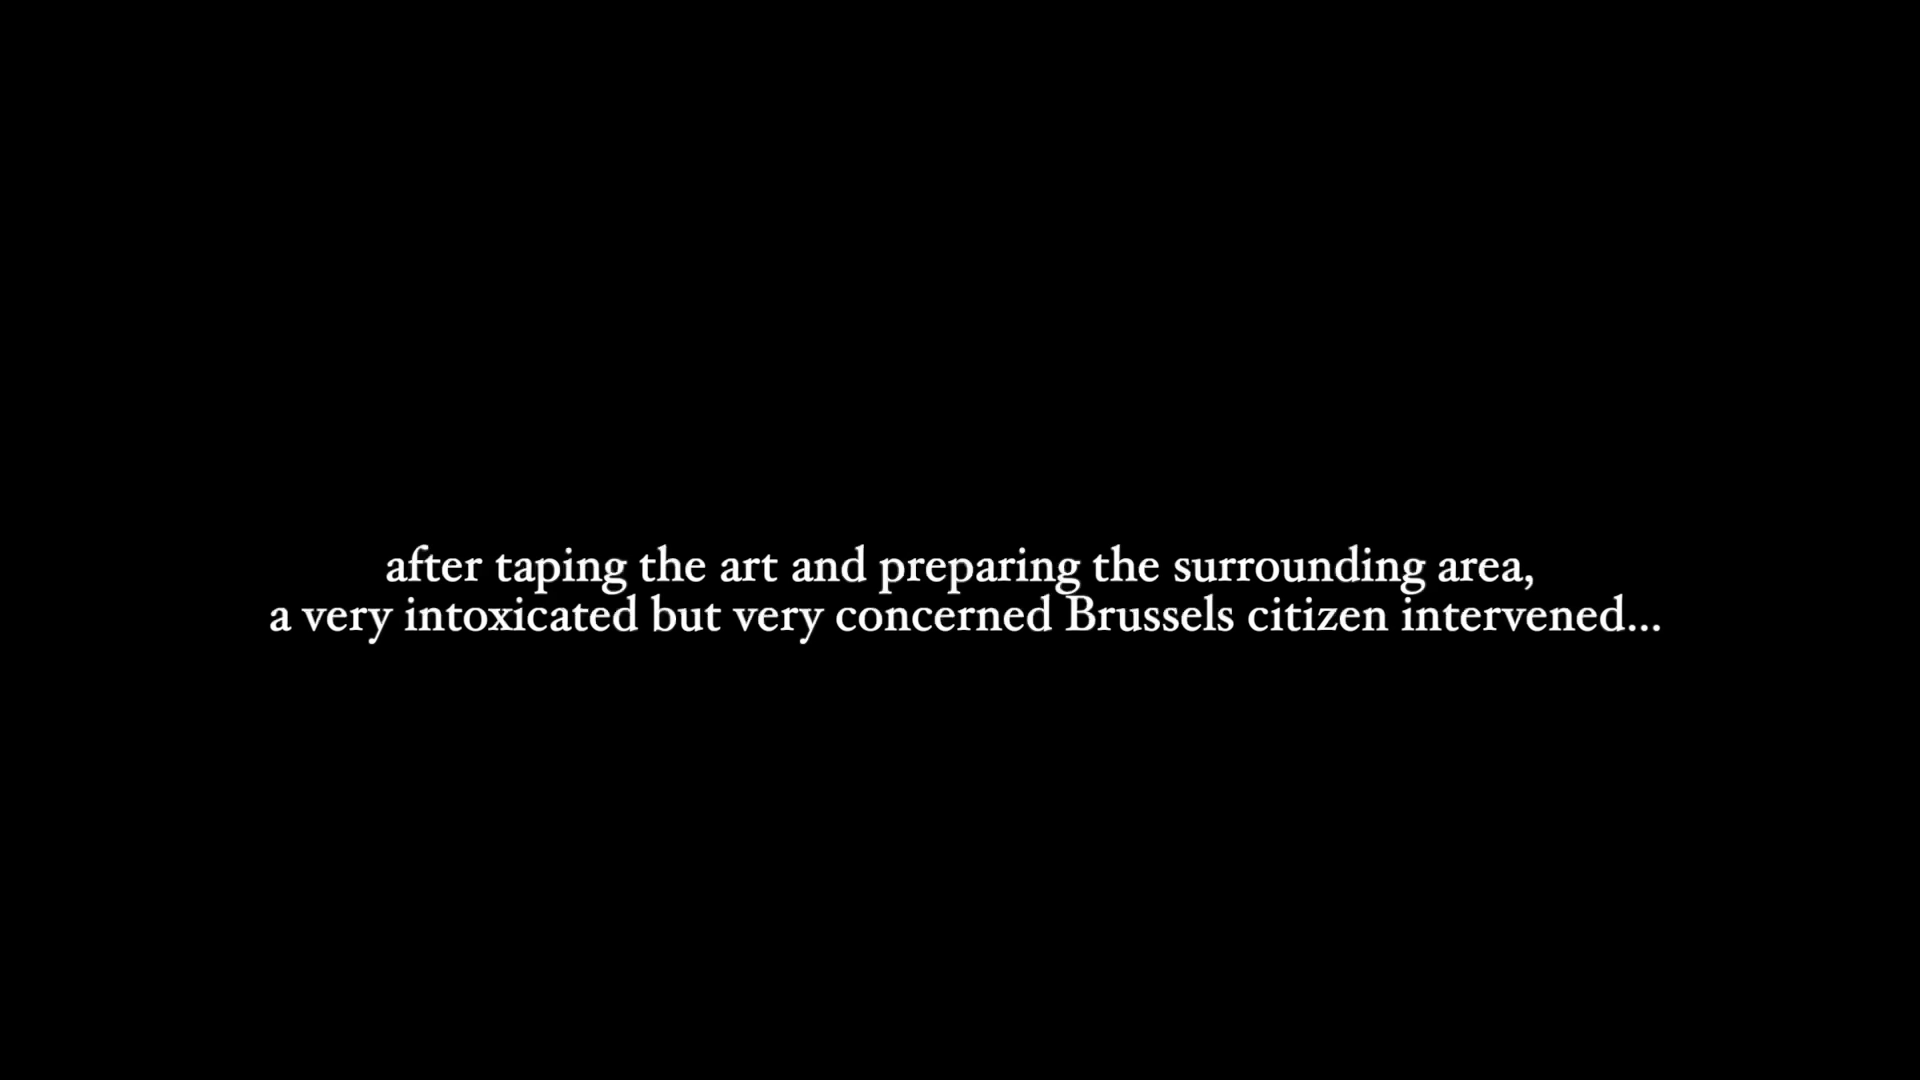 after taping the art and preparing the surrounding area,
a very intoxicated but very concerned Brussels citizen intervened...